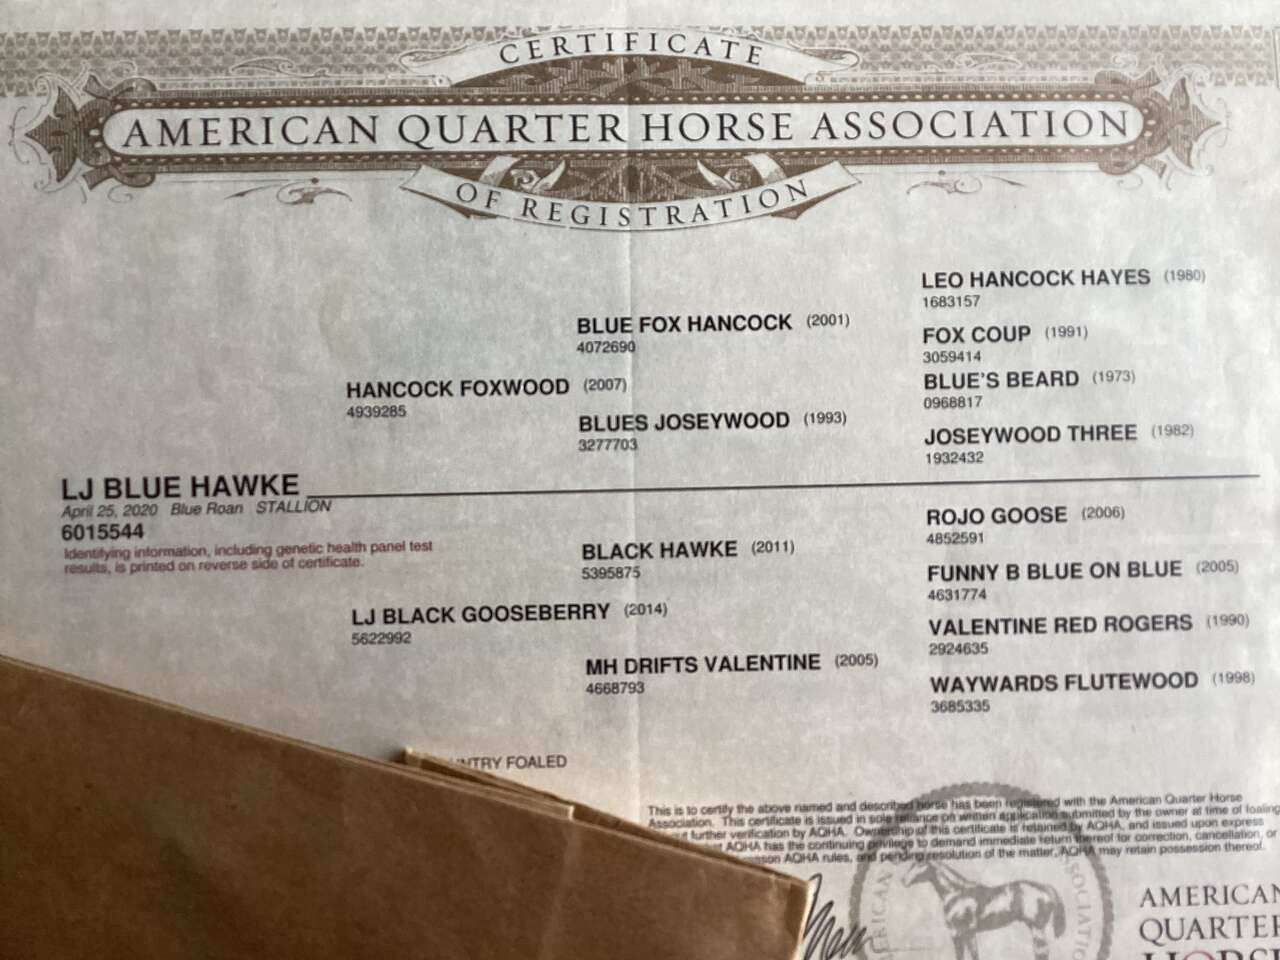 CERTIFICATE
AMERICAN QUARTER HORSE ASSOCIATION
OF REGISTRATION
LEO HANCOCK HAYES (1980)
1683157
BLUE FOX HANCOCK (2001)
4072690
FOX COUP (1991)
3059414
HANCOCK FOXWOOD (2007)
4939285
BLUE'S BEARD (1973)
0968817
BLUES JOSEYWOOD (1993)
3277703
JOSEYWOOD THREE (1982)
1932432
LJ BLUE HAWKE
April 25, 2020 Blue Roan STALLION
6015544
Identifying information, including genetic health panel test
results, is printed on reverse side of certificate.
ROJO GOOSE (2006)
4852591
BLACK HAWKE (2011)
5395875
FUNNY B BLUE ON BLUE (2005)
4631774
LJ BLACK GOOSEBERRY (2014)
5622992
VALENTINE RED ROGERS (1990)
2924635
MH DRIFTS VALENTINE (2005)
4668793
WAYWARDS FLUTEWOOD (1998)
3685335
NTRY FOALED
This is to certify the above named and described horse has been registered with the American Quarter Horse
Association. This certificate is issued in sole reliance on written application submitted by the owner at time of foaling
further verification by AQHA. Ownership of this certificate is retained by AQHA, and issued upon express
AQHA has the continuing privilege to demand immediate return thereof for correction, cancellation, or
AQHA rules, and pending resolution of the matter, AQHA may retain possession thereof.
AMERICAN
QUARTER
HORSE